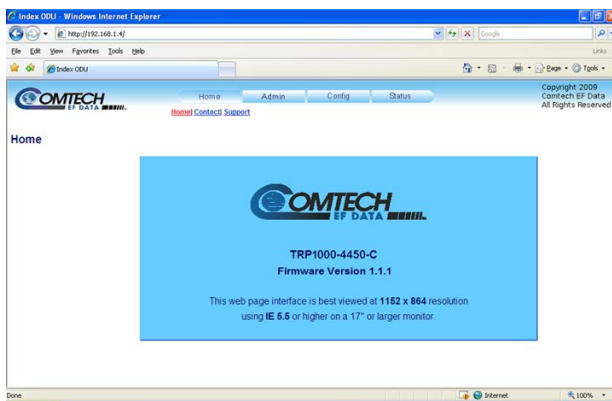 Index ODU - Windows Internet Explorer
http://192.168.1.4/
Google
File Edit View Favorites Tools Help
Links
Index ODU
Page Tools
COMTECH
EF DATA
Home Admin Config Status
Copyright 2009
Comtech EF Data
All Rights Reserved
Home| Contact| Support
Home
COMTECH
EF DATA
TRP1000-4450-C
Firmware Version 1.1.1
This web page interface is best viewed at 1152 x 864 resolution
using IE 5.5 or higher on a 17" or larger monitor.
Done
Internet
100%